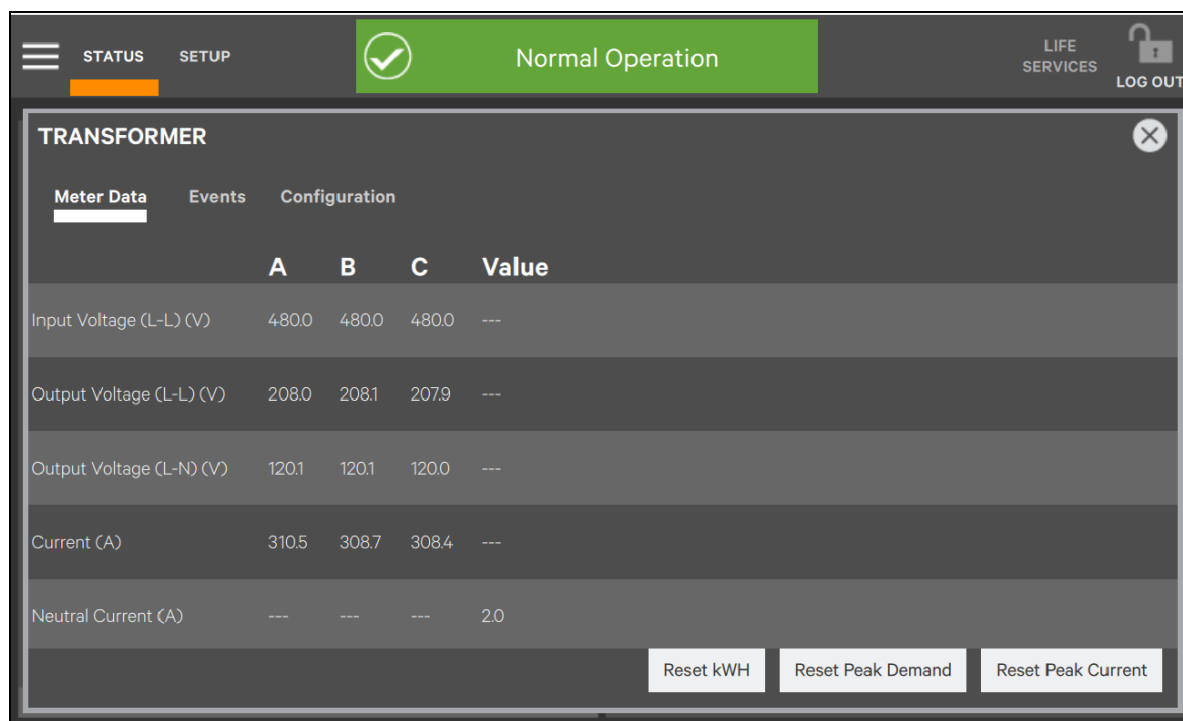 STATUS SETUP Normal Operation LIFE SERVICES LOG OUT
TRANSFORMER
Meter Data Events Configuration
A B C Value
Input Voltage (L-L) (V) 480.0 480.0 480.0 ---
Output Voltage (L-L) (V) 208.0 208.1 207.9 ---
Output Voltage (L-N) (V) 120.1 120.1 120.0 ---
Current (A) 310.5 308.7 308.4 ---
Neutral Current (A) --- --- --- 2.0
Reset kWH Reset Peak Demand Reset Peak Current